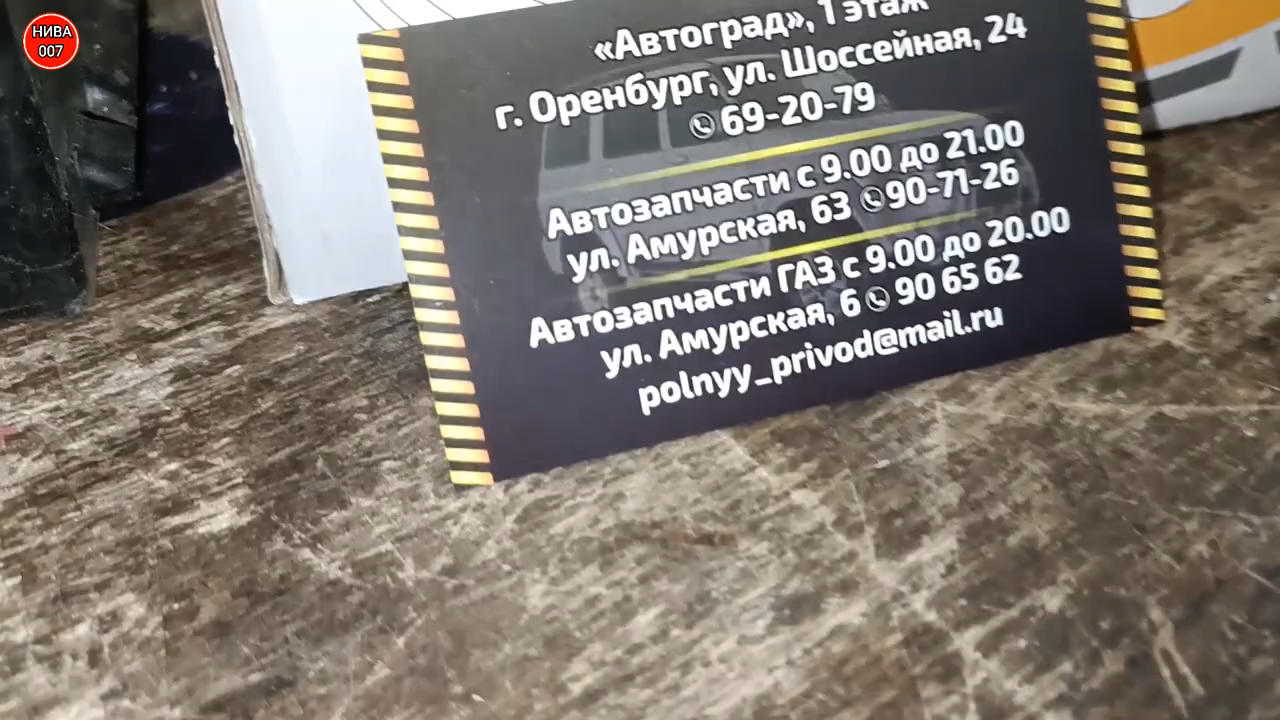 НИВА
007
«Автоград», 1 этаж
г. Оренбург, ул. Шоссейная, 24
69-20-79
Автозапчасти с 9.00 до 21.00
ул. Амурская, 63 90-71-26
Автозапчасти ГАЗ с 9.00 до 20.00
ул. Амурская, 6 90 65 62
polnyy_privod@mail.ru